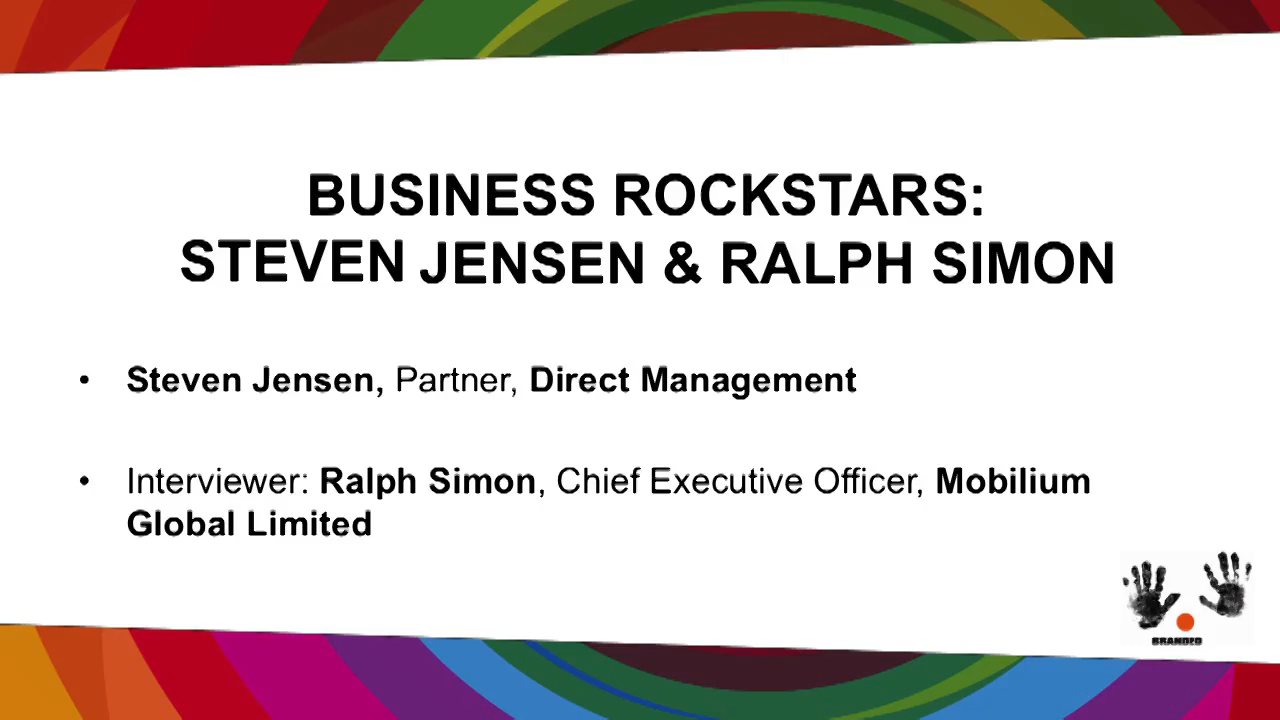 BUSINESS ROCKSTARS:
STEVEN JENSEN & RALPH SIMON
• Steven Jensen, Partner, Direct Management
• Interviewer: Ralph Simon, Chief Executive Officer, Mobilium
Global Limited